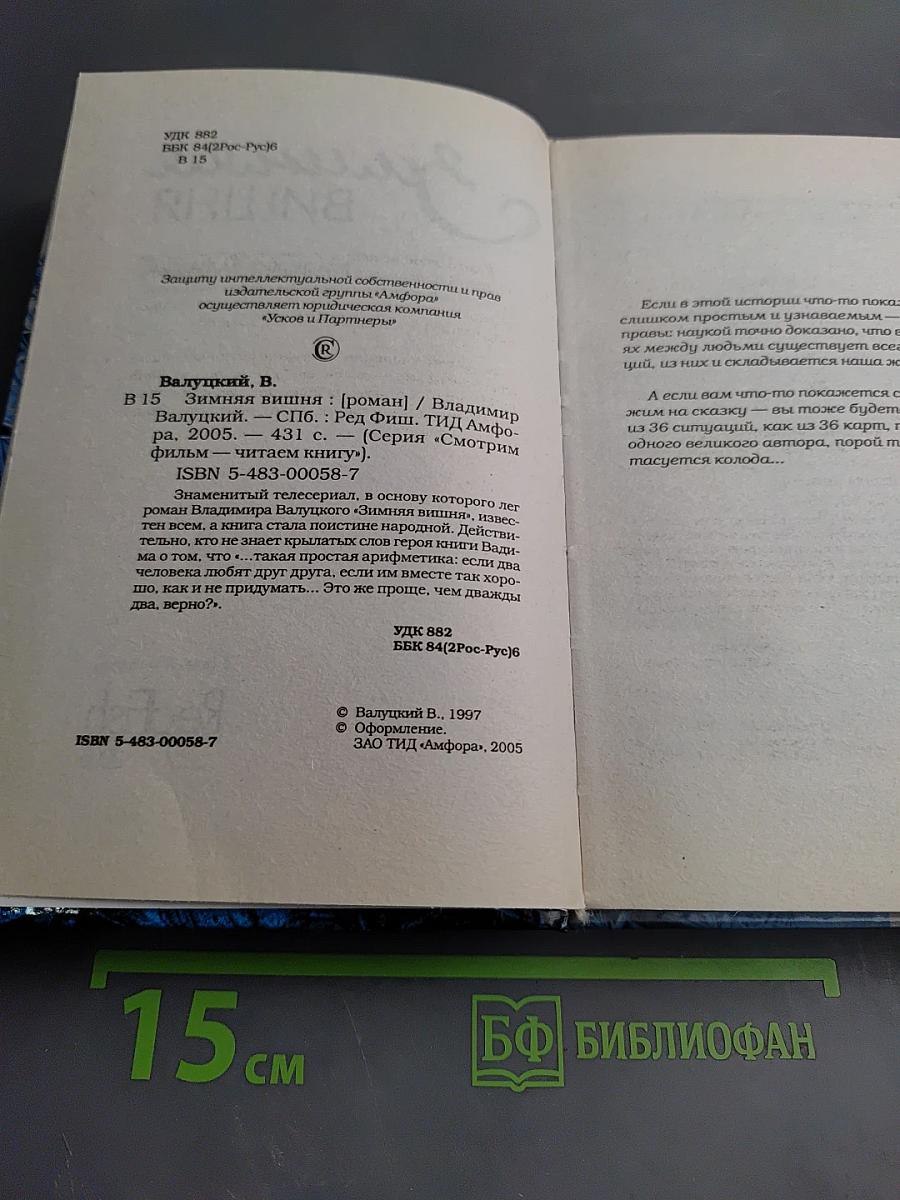 УДК 882
ББК 84(2Рос-Рус)6
В 15
Защиту интеллектуальной собственности и прав
издательской группы «Амфора»
осуществляет юридическая компания
«Усков и Партнеры»
Валуцкий, В.
В 15 Зимняя вишня : [роман] / Владимир
Валуцкий. — СПб. : Ред Фиш. ТИД Амфо-
ра, 2005. — 431 с. — (Серия «Смотрим
фильм — читаем книгу»).
ISBN 5-483-00058-7
Знаменитый телесериал, в основу которого лег
роман Владимира Валуцкого «Зимняя вишня», извес-
тен всем, а книга стала поистине народной. Действи-
тельно, кто не знает крылатых слов героя книги Вади-
ма о том, что «...такая простая арифметика: если два
человека любят друг друга, если им вместе так хоро-
шо, как и не придумать... Это же проще, чем дважды
два, верно?».
УДК 882
ББК 84(2Рос-Рус)6
© Валуцкий В., 1997
© Оформление.
ЗАО ТИД «Амфора», 2005
ISBN 5-483-00058-7
Если в этой истории что-то
слишком простым и узнаваемым —
правы: наукой точно доказано, что
ях между людьми существует
ций, из них и складывается наша
А если вам что-то покажется
жим на сказку — вы тоже
из 36 ситуаций, как из 36 карт,
одного великого автора, порой
тасуется колода...
15 см
БФ БИБЛИОФАН